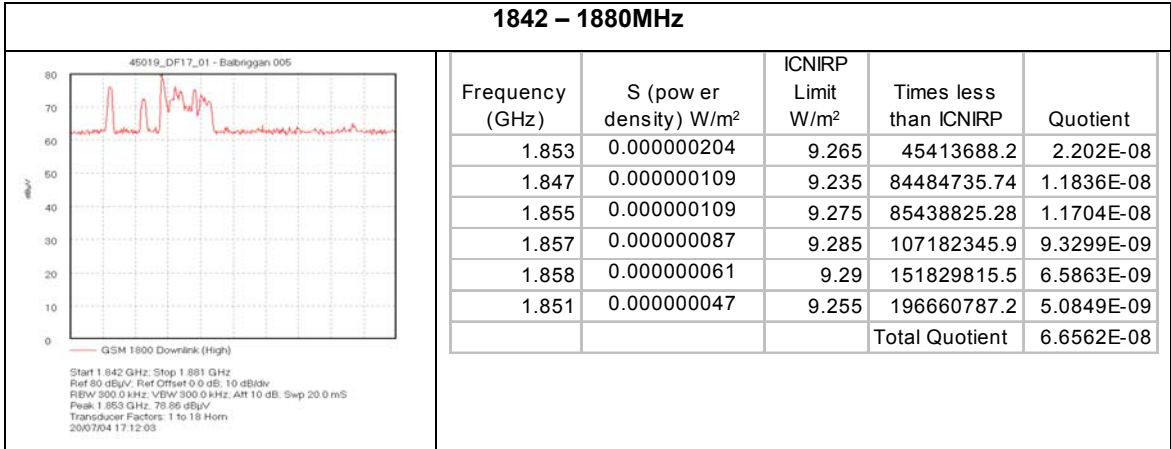 1842 – 1880MHz
45019_DF17_01 - Balbriggan 005
80
70
60
50
40
30
20
10
0
dBµV
GSM 1800 Downlink (High)
Start 1.842 GHz; Stop 1.881 GHz
Ref 80 dBµV; Ref Offset 0.0 dB; 10 dB/div
RBW 300.0 kHz; VBW 300.0 kHz; Att 10 dB; Swp 20.0 mS
Peak 1.853 GHz, 78.86 dBµV
Transducer Factors: 1 to 18 Horn
20/07/04 17:12:03
Frequency (GHz) S (pow er density) W/m² ICNIRP Limit W/m² Times less than ICNIRP Quotient
1.853 0.000000204 9.265 45413688.2 2.202E-08
1.847 0.000000109 9.235 84484735.74 1.1836E-08
1.855 0.000000109 9.275 85438825.28 1.1704E-08
1.857 0.000000087 9.285 107182345.9 9.3299E-09
1.858 0.000000061 9.29 151829815.5 6.5863E-09
1.851 0.000000047 9.255 196660787.2 5.0849E-09
Total Quotient 6.6562E-08